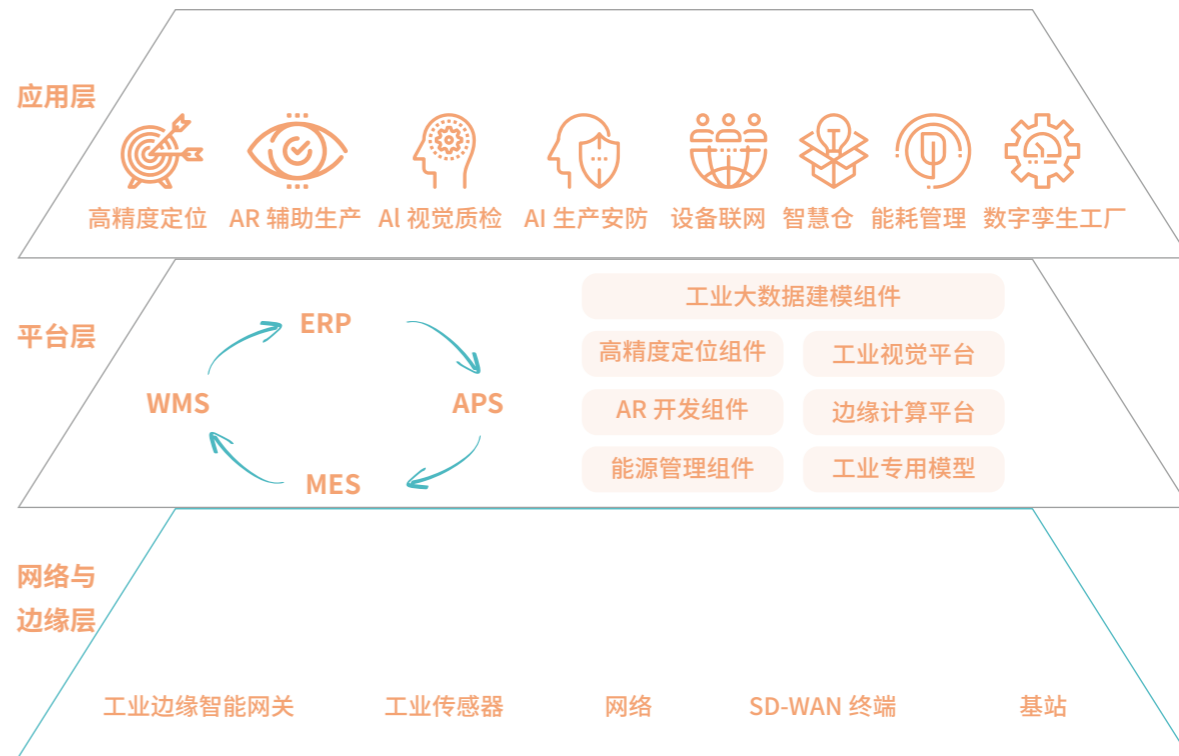 应用层
高精度定位
AR 辅助生产
Al 视觉质检
AI 生产安防
设备联网
智慧仓
能耗管理
数字孪生工厂
平台层
ERP
WMS
APS
MES
工业大数据建模组件
高精度定位组件
工业视觉平台
AR 开发组件
边缘计算平台
能源管理组件
工业专用模型
网络与
边缘层
工业边缘智能网关
工业传感器
网络
SD-WAN 终端
基站